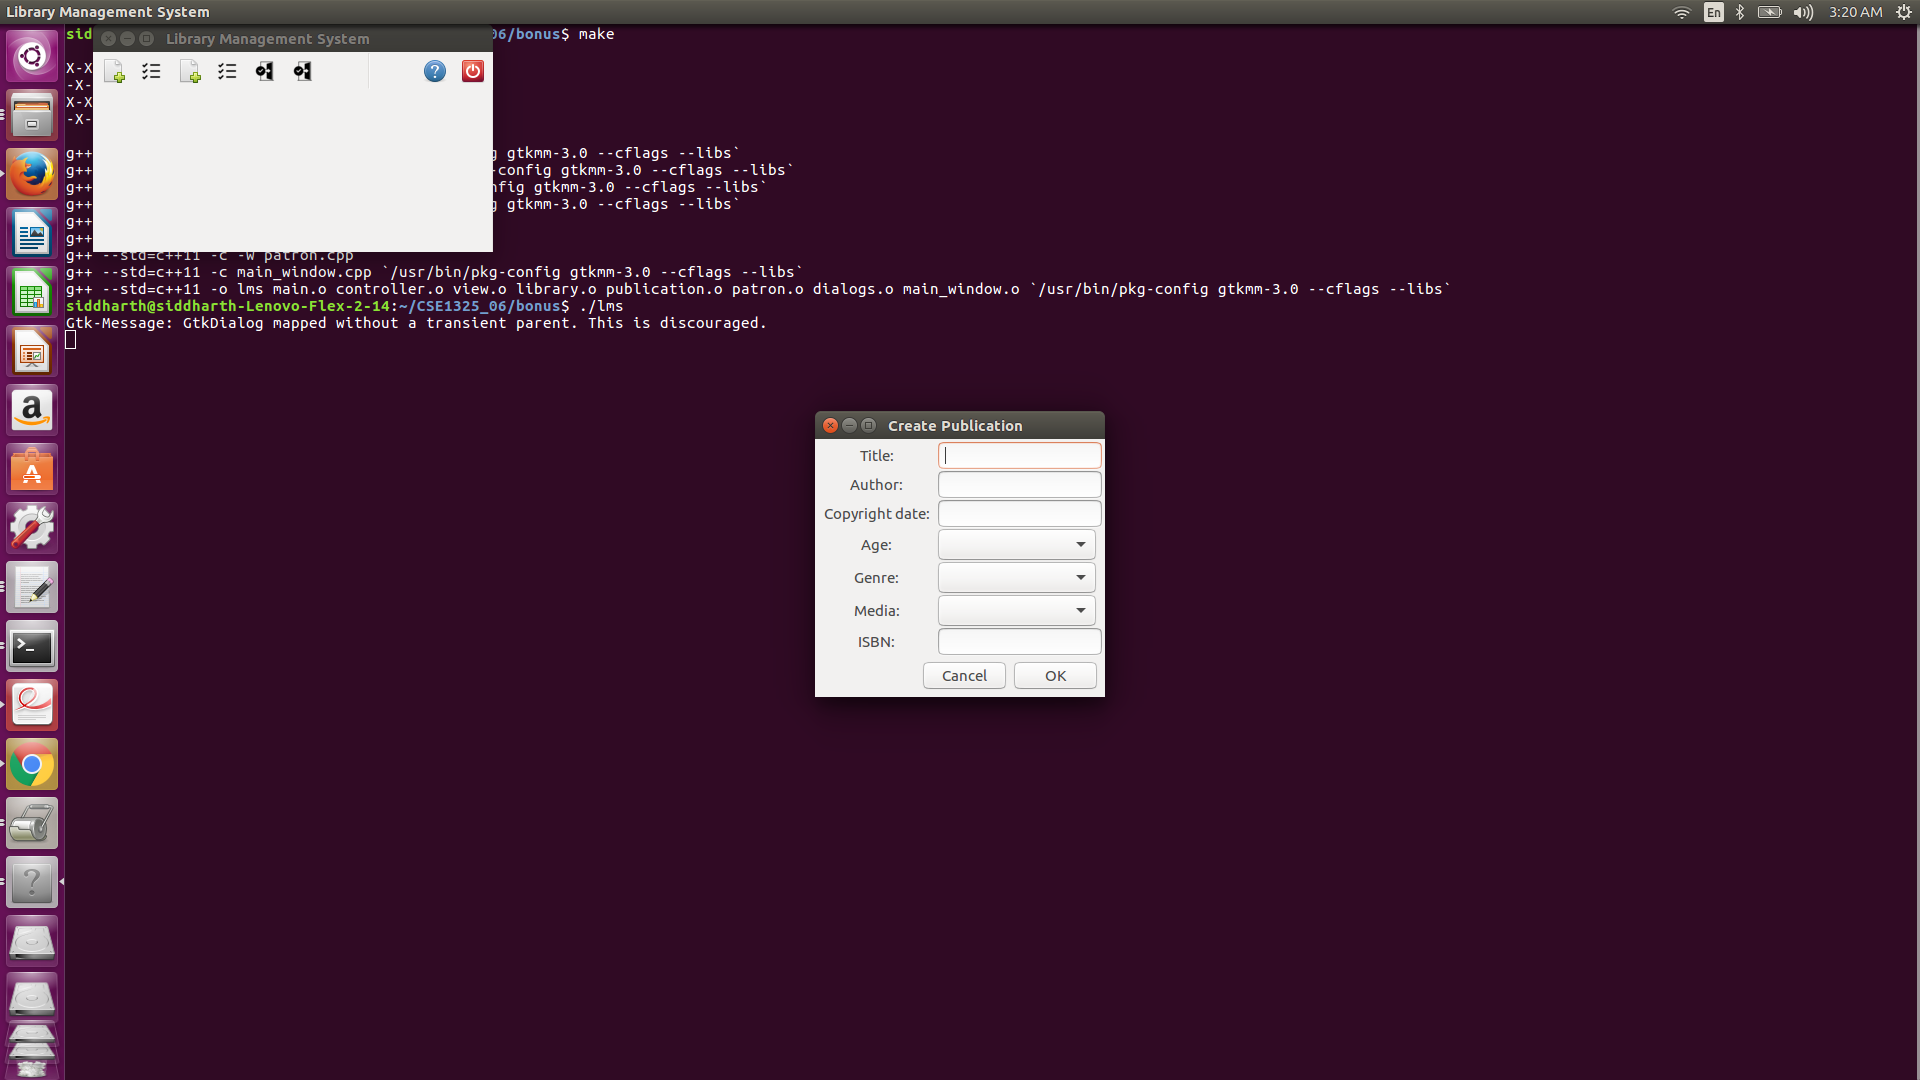 Library Management System
En
3:20 AM
Library Management System
sid
06/bonus$ make
X-X
-X-
X-X
-X-
g++ gtkmm-3.0 --cflags --libs`
g++ -config gtkmm-3.0 --cflags --libs`
g++ nfig gtkmm-3.0 --cflags --libs`
g++ gtkmm-3.0 --cflags --libs`
g++
g++
g++ --std=c++11 -c -w patron.cpp
g++ --std=c++11 -c main_window.cpp `/usr/bin/pkg-config gtkmm-3.0 --cflags --libs`
g++ --std=c++11 -o lms main.o controller.o view.o library.o publication.o patron.o dialogs.o main_window.o `/usr/bin/pkg-config gtkmm-3.0 --cflags --libs`
siddharth@siddharth-Lenovo-Flex-2-14:~/CSE1325_06/bonus$ ./lms
Gtk-Message: GtkDialog mapped without a transient parent. This is discouraged.
Create Publication
Title:
Author:
Copyright date:
Age:
Genre:
Media:
ISBN:
Cancel OK